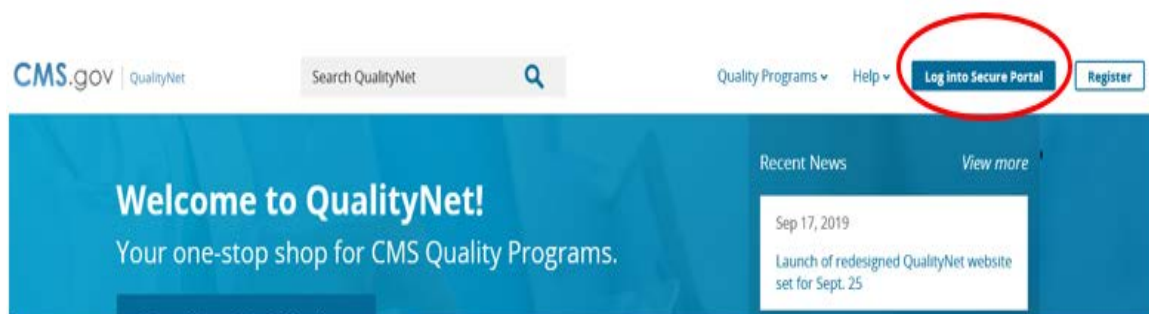 CMS.gov | QualityNet
Search QualityNet
Quality Programs
Help
Log into Secure Portal
Register
Welcome to QualityNet!
Your one-stop shop for CMS Quality Programs.
Recent News
View more
Sep 17, 2019
Launch of redesigned QualityNet website
set for Sept. 25